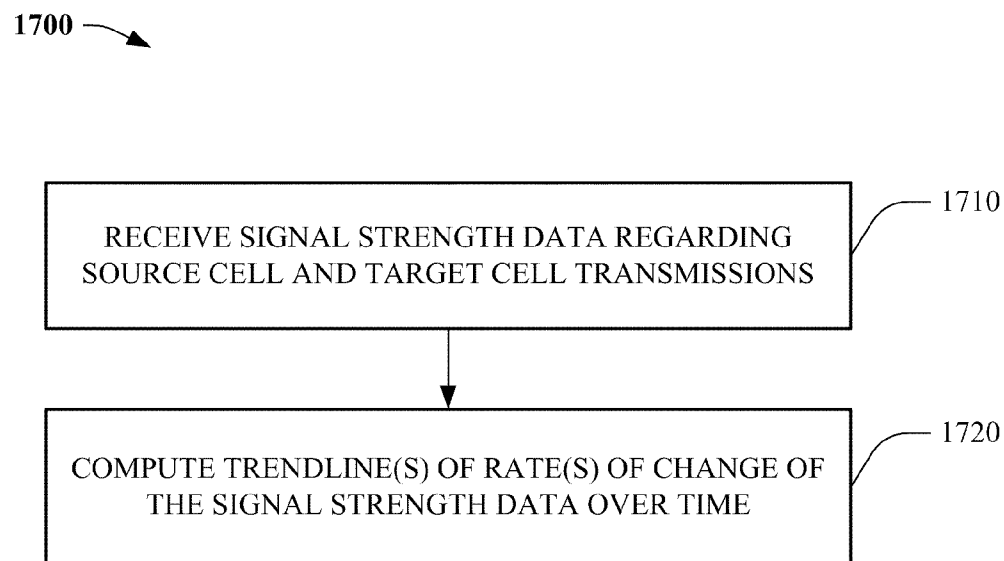 1700
1710
RECEIVE SIGNAL STRENGTH DATA REGARDING
SOURCE CELL AND TARGET CELL TRANSMISSIONS
1720
COMPUTE TRENDLINE(S) OF RATE(S) OF CHANGE OF
THE SIGNAL STRENGTH DATA OVER TIME